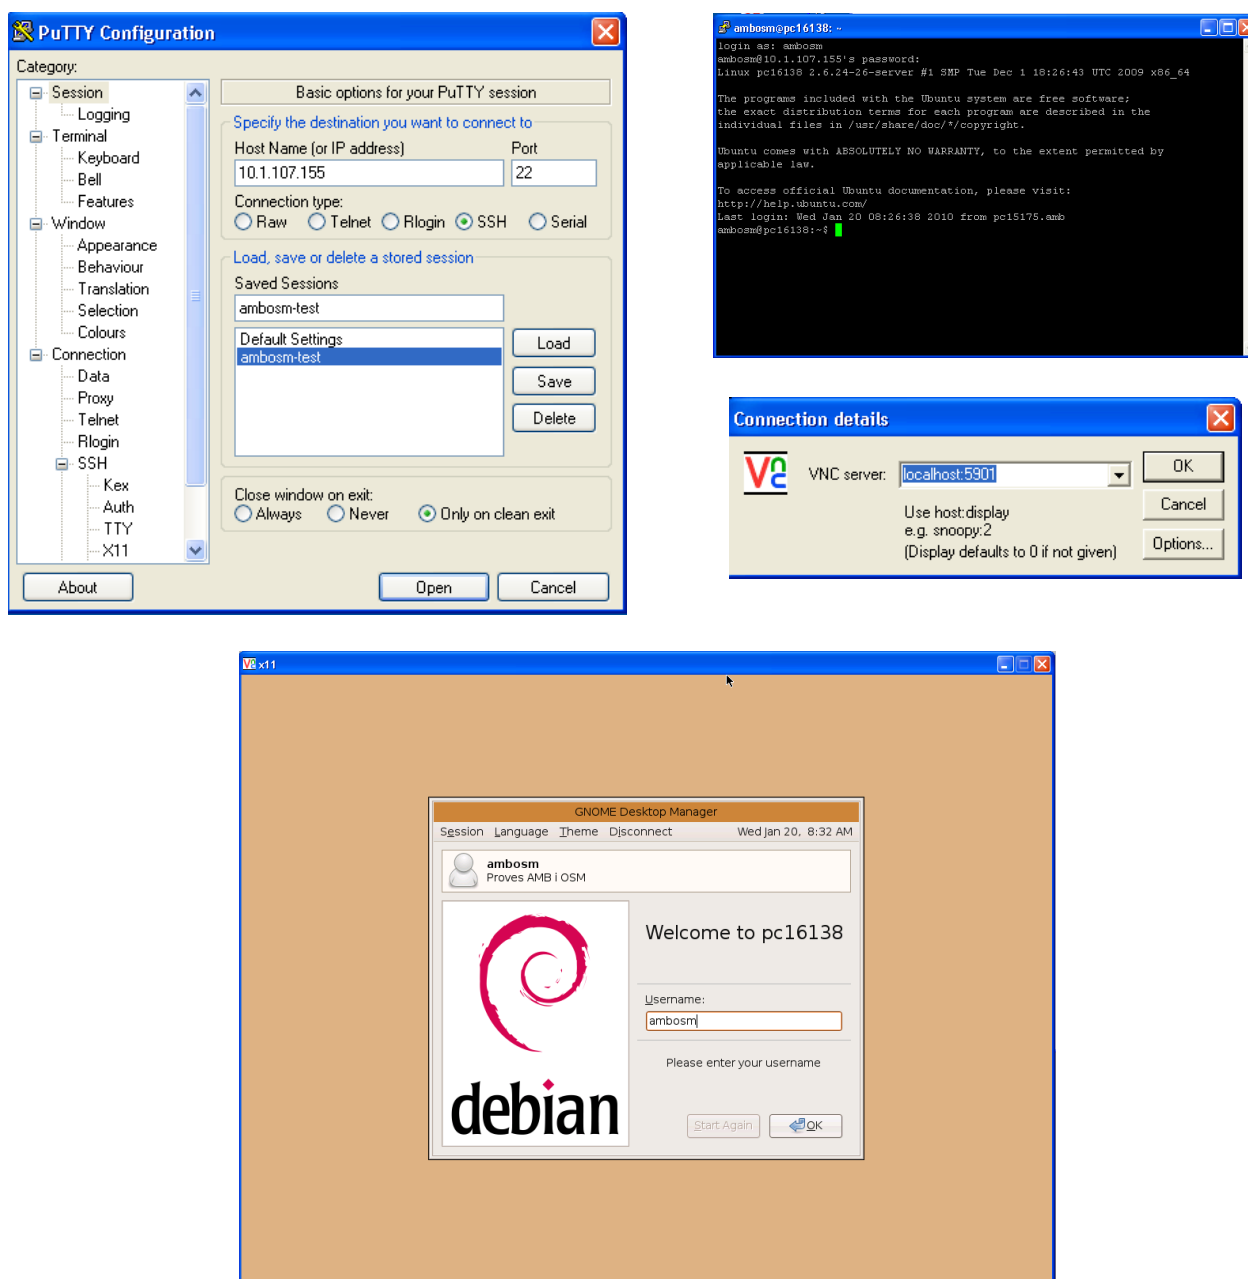 PuTTY Configuration
Category:
Session
Logging
Terminal
Keyboard
Bell
Features
Window
Appearance
Behaviour
Translation
Selection
Colours
Connection
Data
Proxy
Telnet
Rlogin
SSH
Kex
Auth
TTY
X11
Basic options for your PuTTY session
Specify the destination you want to connect to
Host Name (or IP address) Port
10.1.107.155 22
Connection type:
Raw Telnet Rlogin SSH Serial
Load, save or delete a stored session
Saved Sessions
ambosm-test
Default Settings
ambosm-test
Load
Save
Delete
Close window on exit:
Always Never Only on clean exit
About Open Cancel
ambosm@pc16138: ~
login as: ambosm
ambosm@10.1.107.155's password:
Linux pc16138 2.6.24-26-server #1 SMP Tue Dec 1 18:26:43 UTC 2009 x86_64
The programs included with the Ubuntu system are free software;
the exact distribution terms for each program are described in the
individual files in /usr/share/doc/*/copyright.
Ubuntu comes with ABSOLUTELY NO WARRANTY, to the extent permitted by
applicable law.
To access official Ubuntu documentation, please visit:
http://help.ubuntu.com/
Last login: Wed Jan 20 08:26:38 2010 from pc15175.amb
ambosm@pc16138:~$
Connection details
VNC server: localhost:5901
Use host:display
e.g. snoopy:2
(Display defaults to 0 if not given)
OK
Cancel
Options...
x11
GNOME Desktop Manager
Session Language Theme Disconnect Wed Jan 20, 8:32 AM
ambosm
Proves AMB i OSM
debian
Welcome to pc16138
Username:
ambosm
Please enter your username
Start Again OK